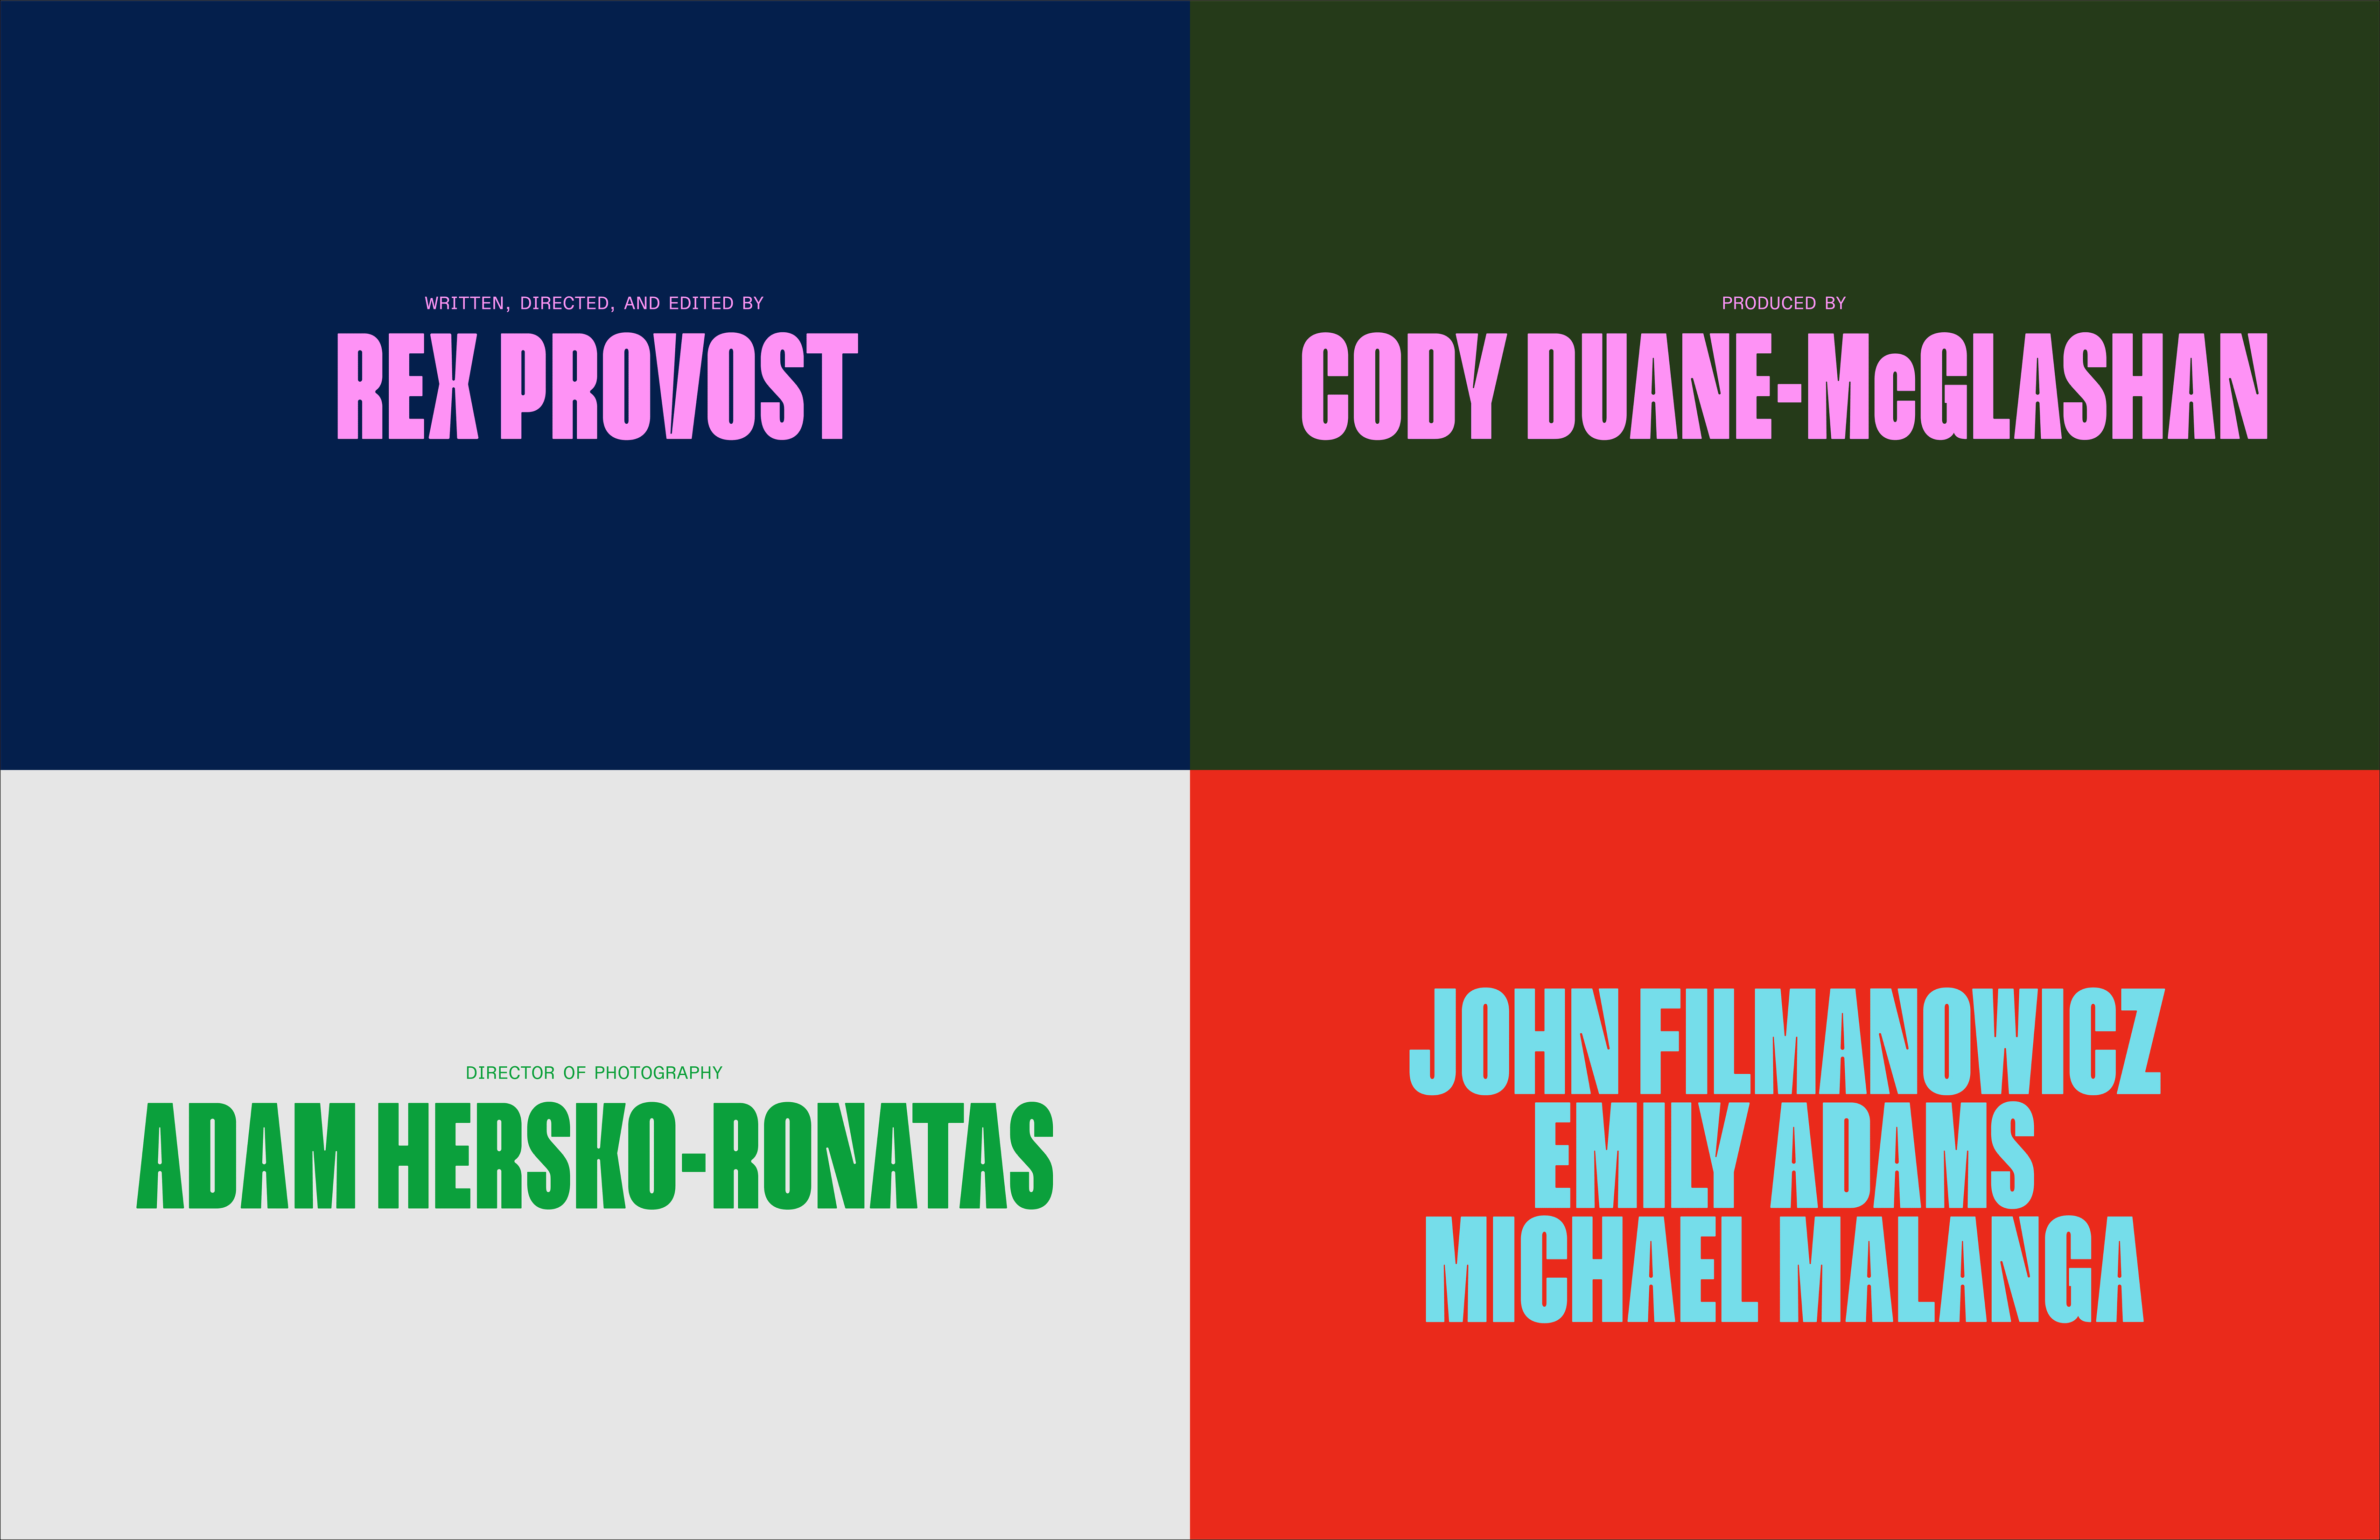 WRITTEN, DIRECTED, AND EDITED BY
REX PROVOST
PRODUCED BY
CODY DUANE-McGLASHAN
DIRECTOR OF PHOTOGRAPHY
ADAM HERSKO-RONATAS
JOHN FILMANOWICZ
EMILY ADAMS
MICHAEL MALANGA